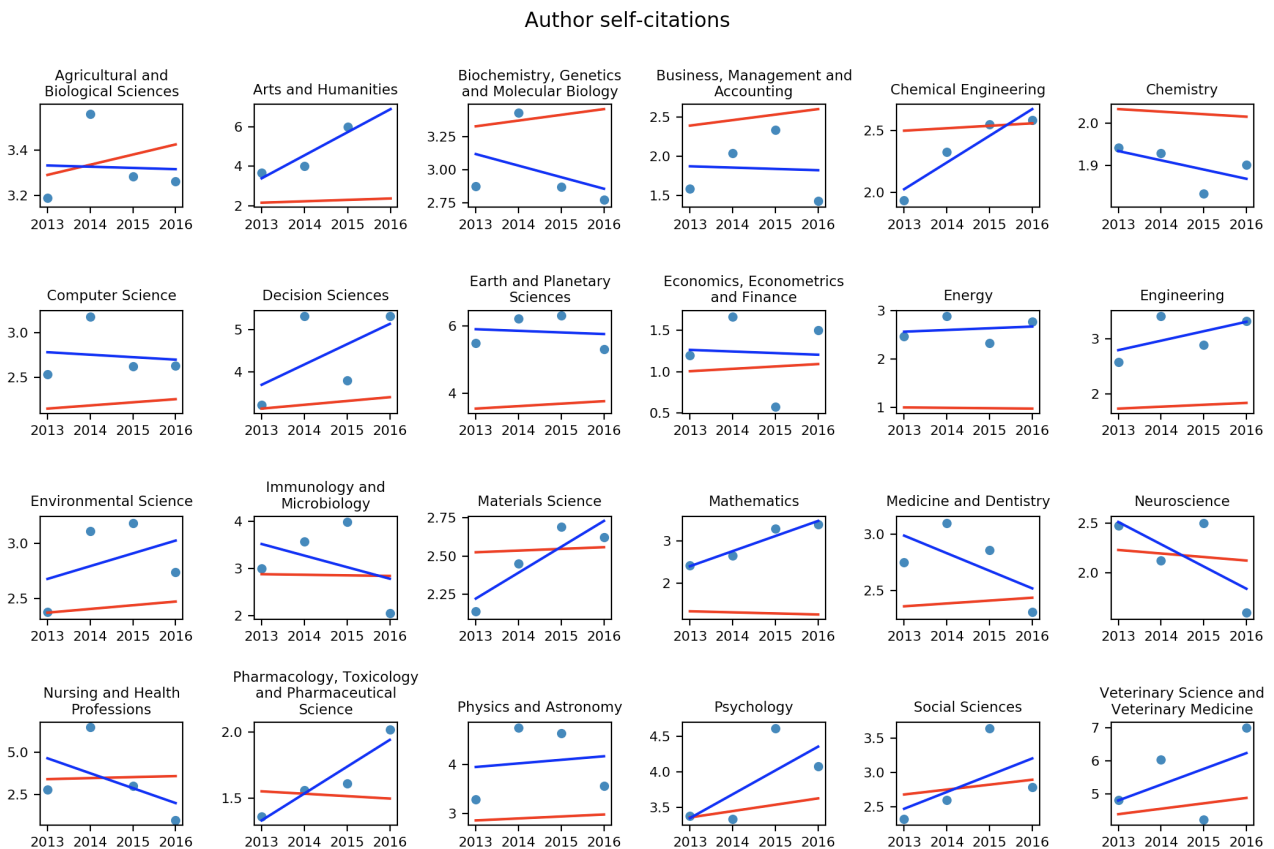 Author self-citations
Agricultural and
Biological Sciences
3.4
3.2
2013 2014 2015 2016
Arts and Humanities
6
4
2
2013 2014 2015 2016
Biochemistry, Genetics
and Molecular Biology
3.25
3.00
2.75
2013 2014 2015 2016
Business, Management and
Accounting
2.5
2.0
1.5
2013 2014 2015 2016
Chemical Engineering
2.5
2.0
2013 2014 2015 2016
Chemistry
2.0
1.9
2013 2014 2015 2016
Computer Science
3.0
2.5
2013 2014 2015 2016
Decision Sciences
5
4
2013 2014 2015 2016
Earth and Planetary
Sciences
6
4
2013 2014 2015 2016
Economics, Econometrics
and Finance
1.5
1.0
0.5
2013 2014 2015 2016
Energy
3
2
1
2013 2014 2015 2016
Engineering
3
2
2013 2014 2015 2016
Environmental Science
3.0
2.5
2013 2014 2015 2016
Immunology and
Microbiology
4
3
2
2013 2014 2015 2016
Materials Science
2.75
2.50
2.25
2013 2014 2015 2016
Mathematics
3
2
2013 2014 2015 2016
Medicine and Dentistry
3.0
2.5
2013 2014 2015 2016
Neuroscience
2.5
2.0
2013 2014 2015 2016
Nursing and Health
Professions
5.0
2.5
2013 2014 2015 2016
Pharmacology, Toxicology
and Pharmaceutical
Science
2.0
1.5
2013 2014 2015 2016
Physics and Astronomy
4
3
2013 2014 2015 2016
Psychology
4.5
4.0
3.5
2013 2014 2015 2016
Social Sciences
3.5
3.0
2.5
2013 2014 2015 2016
Veterinary Science and
Veterinary Medicine
7
6
5
2013 2014 2015 2016